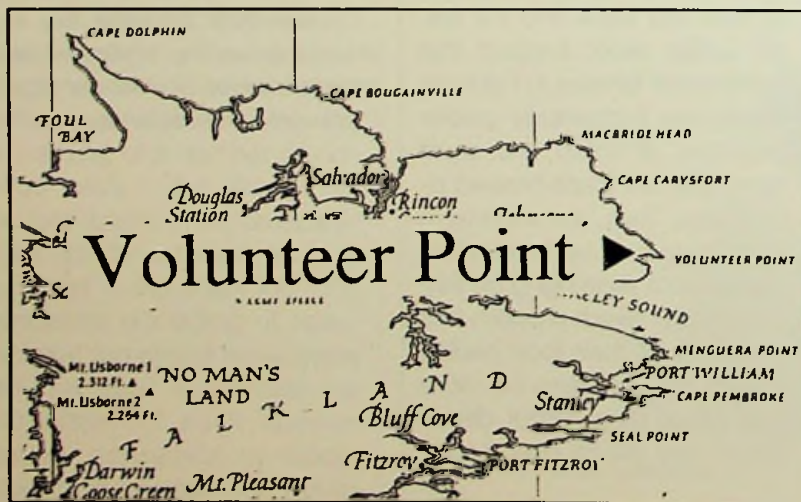 CAPE DOLPHIN
CAPE BOUGAINVILLE
FOUL
BAY
MACBRIDE HEAD
Salvador
CAPE CARYSFORT
Douglas
Station
Rincon
Volunteer Point
VOLUNTEER POINT
SOUND
MENGUERA POINT
Mt. Usborne 1
2.312 Ft.
NO MAN'S
LAND
PORT WILLIAM
Mt. Usborne 2
2.254 Ft.
FALKLAND
Stanley
CAPE PEMBROKE
Bluff Cove
SEAL POINT
Fitzroy
PORT FITZROY
Darwin
Goose Green
Mt. Pleasant